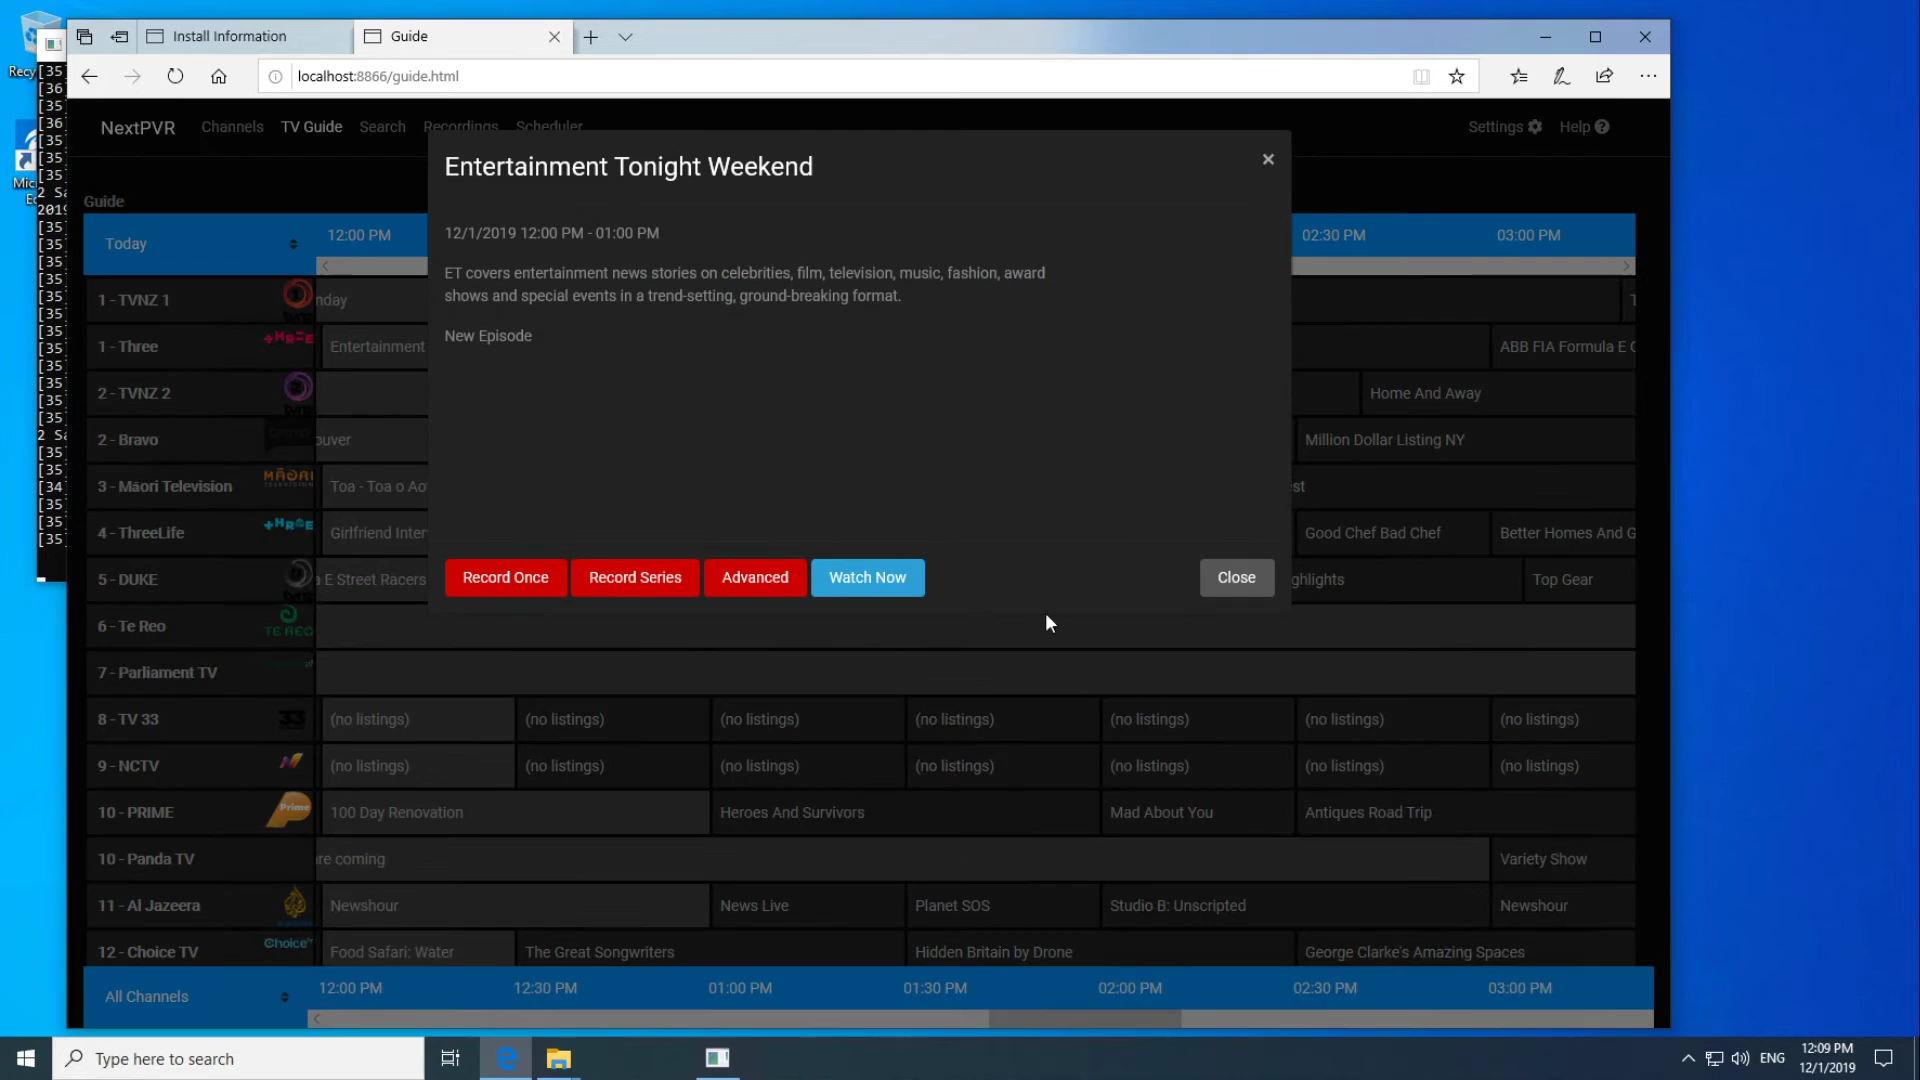 Install Information
Guide
localhost:8866/guide.html
NextPVR
Channels
TV Guide
Search
Recordings
Scheduler
Settings
Help
Entertainment Tonight Weekend
×
12/1/2019 12:00 PM - 01:00 PM
ET covers entertainment news stories on celebrities, film, television, music, fashion, award
shows and special events in a trend-setting, ground-breaking format.
New Episode
Record Once
Record Series
Advanced
Watch Now
Close
Guide
Today
12:00 PM
02:30 PM
03:00 PM
1 - TVNZ 1
nday
1 - Three
Entertainment
ABB FIA Formula E
2 - TVNZ 2
Home And Away
2 - Bravo
ouver
Million Dollar Listing NY
3 - Māori Television
Toa - Toa o Ao
est
4 - ThreeLife
Girlfriend Inter
Good Chef Bad Chef
Better Homes And G
5 - DUKE
E Street Racers
ghlights
Top Gear
6 - Te Reo
TE REO
7 - Parliament TV
8 - TV 33
33
(no listings) (no listings) (no listings) (no listings) (no listings) (no listings) (no listings)
9 - NCTV
(no listings) (no listings) (no listings) (no listings) (no listings) (no listings) (no listings)
10 - PRIME
Prime
100 Day Renovation
Heroes And Survivors
Mad About You
Antiques Road Trip
10 - Panda TV
re coming
Variety Show
11 - Al Jazeera
Newshour
News Live
Planet SOS
Studio B: Unscripted
Newshour
12 - Choice TV
Choice
Food Safari: Water
The Great Songwriters
Hidden Britain by Drone
George Clarke's Amazing Spaces
All Channels
12:00 PM
12:30 PM
01:00 PM
01:30 PM
02:00 PM
02:30 PM
03:00 PM
Type here to search
ENG
12:09 PM
12/1/2019